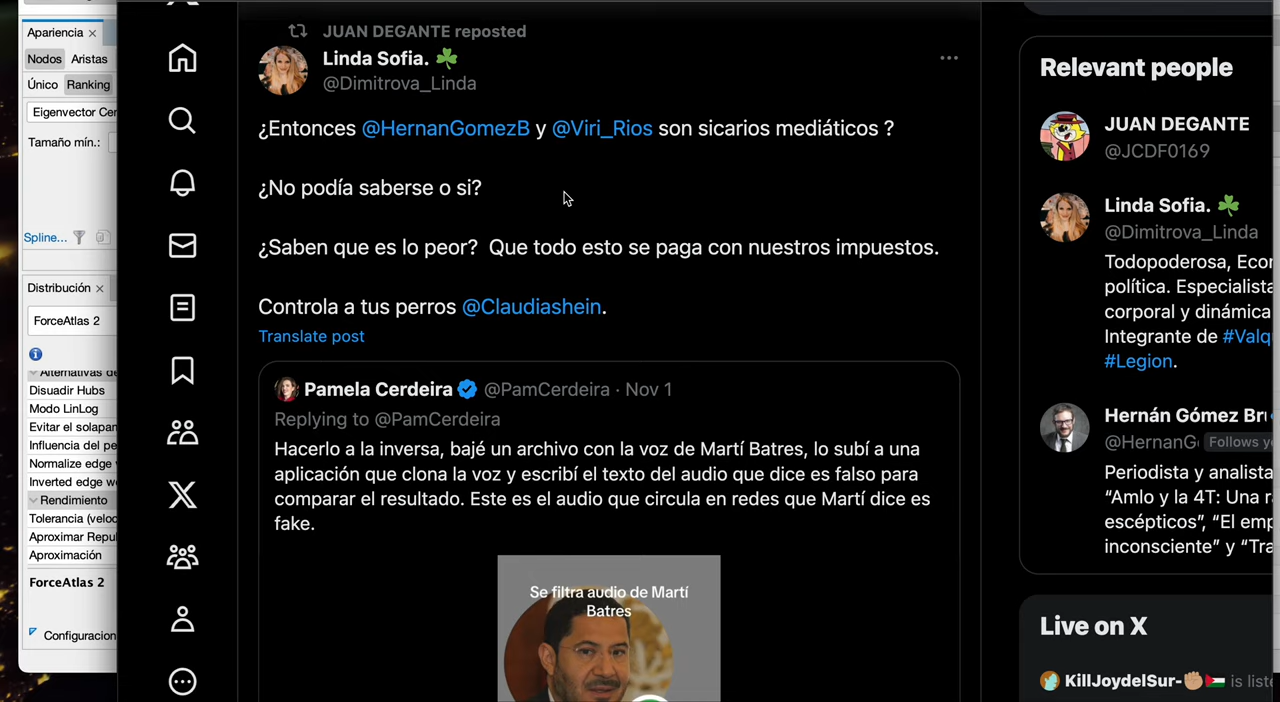 Apariencia
Nodos Aristas
Único Ranking
Eigenvector Cer
Tamaño mín.:
Spline...
Distribución
ForceAtlas 2
Alternativas de
Disuadir Hubs
Modo LinLog
Evitar el solapan
Influencia del pe
Normalize edge
Inverted edge we
Rendimiento
Tolerancia (veloc
Aproximar Repul
Aproximación
ForceAtlas 2
Configuracion
JUAN DEGANTE reposted
Linda Sofia. ☘️
@Dimitrova_Linda
¿Entonces @HernanGomezB y @Viri_Rios son sicarios mediáticos ?
¿No podía saberse o si?
¿Saben que es lo peor? Que todo esto se paga con nuestros impuestos.
Controla a tus perros @Claudiashein.
Translate post
Pamela Cerdeira @PamCerdeira · Nov 1
Replying to @PamCerdeira
Hacerlo a la inversa, bajé un archivo con la voz de Martí Batres, lo subí a una
aplicación que clona la voz y escribí el texto del audio que dice es falso para
comparar el resultado. Este es el audio que circula en redes que Martí dice es
fake.
Se filtra audio de Martí
Batres
Relevant people
JUAN DEGANTE
@JCDF0169
Linda Sofia. ☘️
@Dimitrova_Linda
Todopoderosa, Econ
política. Especialista
corporal y dinámica
Integrante de #Valq
#Legion.
Hernán Gómez Bru
@HernanG Follows yo
Periodista y analista
"Amlo y la 4T: Una ra
escépticos", "El emp
inconsciente" y "Tra
Live on X
KillJoydelSur-✊🏽🇵🇸 is liste